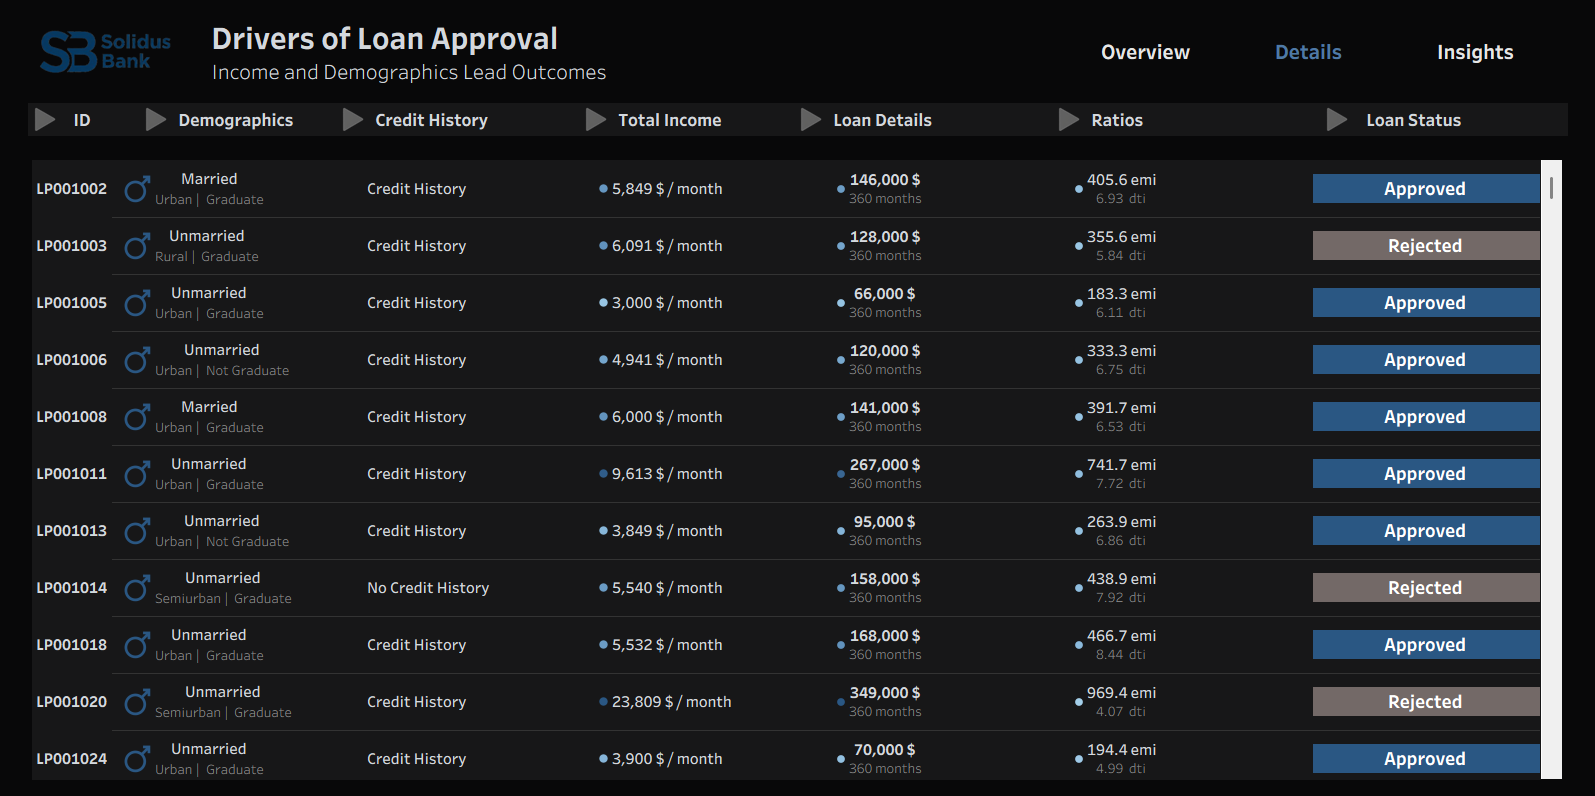 Solidus
Bank
Drivers of Loan Approval
Income and Demographics Lead Outcomes
Overview
Details
Insights
ID
Demographics
Credit History
Total Income
Loan Details
Ratios
Loan Status
LP001002
Married
Urban | Graduate
Credit History
5,849 $ / month
146,000 $
360 months
405.6 emi
6.93 dti
Approved
LP001003
Unmarried
Rural | Graduate
Credit History
6,091 $ / month
128,000 $
360 months
355.6 emi
5.84 dti
Rejected
LP001005
Unmarried
Urban | Graduate
Credit History
3,000 $ / month
66,000 $
360 months
183.3 emi
6.11 dti
Approved
LP001006
Unmarried
Urban | Not Graduate
Credit History
4,941 $ / month
120,000 $
360 months
333.3 emi
6.75 dti
Approved
LP001008
Married
Urban | Graduate
Credit History
6,000 $ / month
141,000 $
360 months
391.7 emi
6.53 dti
Approved
LP001011
Unmarried
Urban | Graduate
Credit History
9,613 $ / month
267,000 $
360 months
741.7 emi
7.72 dti
Approved
LP001013
Unmarried
Urban | Not Graduate
Credit History
3,849 $ / month
95,000 $
360 months
263.9 emi
6.86 dti
Approved
LP001014
Unmarried
Semiurban | Graduate
No Credit History
5,540 $ / month
158,000 $
360 months
438.9 emi
7.92 dti
Rejected
LP001018
Unmarried
Urban | Graduate
Credit History
5,532 $ / month
168,000 $
360 months
466.7 emi
8.44 dti
Approved
LP001020
Unmarried
Semiurban | Graduate
Credit History
23,809 $ / month
349,000 $
360 months
969.4 emi
4.07 dti
Rejected
LP001024
Unmarried
Urban | Graduate
Credit History
3,900 $ / month
70,000 $
360 months
194.4 emi
4.99 dti
Approved